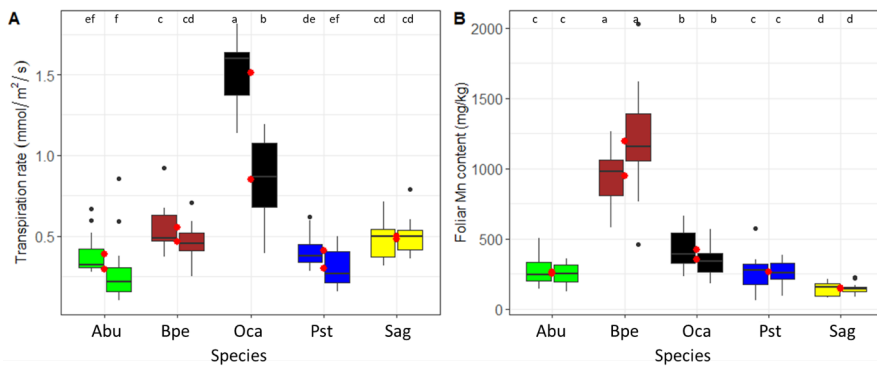 A
ef f c cd a b de ef cd cd
Transpiration rate (mmol/m²/s)
1.5
1.0
0.5
Abu Bpe Oca Pst Sag
Species
B
c c a a b b c c d d
Foliar Mn content (mg/kg)
2000
1500
1000
500
0
Abu Bpe Oca Pst Sag
Species